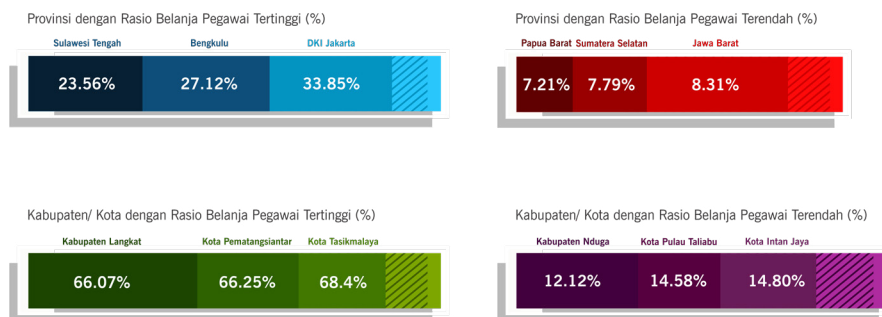 Provinsi dengan Rasio Belanja Pegawai Tertinggi (%)
Sulawesi Tengah Bengkulu DKI Jakarta
23.56% 27.12% 33.85%
Provinsi dengan Rasio Belanja Pegawai Terendah (%)
Papua Barat Sumatera Selatan Jawa Barat
7.21% 7.79% 8.31%
Kabupaten/ Kota dengan Rasio Belanja Pegawai Tertinggi (%)
Kabupaten Langkat Kota Pematangsiantar Kota Tasikmalaya
66.07% 66.25% 68.4%
Kabupaten/ Kota dengan Rasio Belanja Pegawai Terendah (%)
Kabupaten Nduga Kota Pulau Taliabu Kota Intan Jaya
12.12% 14.58% 14.80%